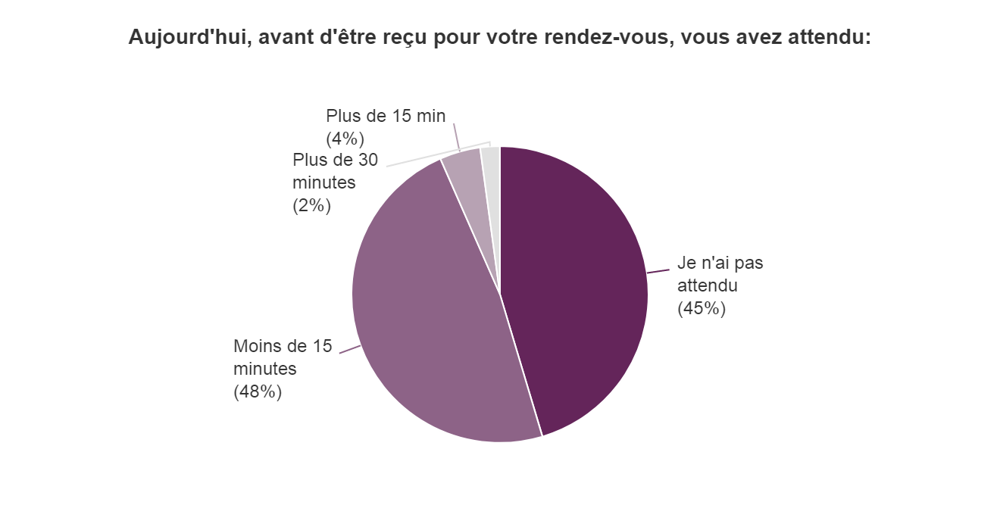 Aujourd'hui, avant d'être reçu pour votre rendez-vous, vous avez attendu:
Plus de 15 min
(4%)
Plus de 30
minutes
(2%)
Je n'ai pas
attendu
(45%)
Moins de 15
minutes
(48%)